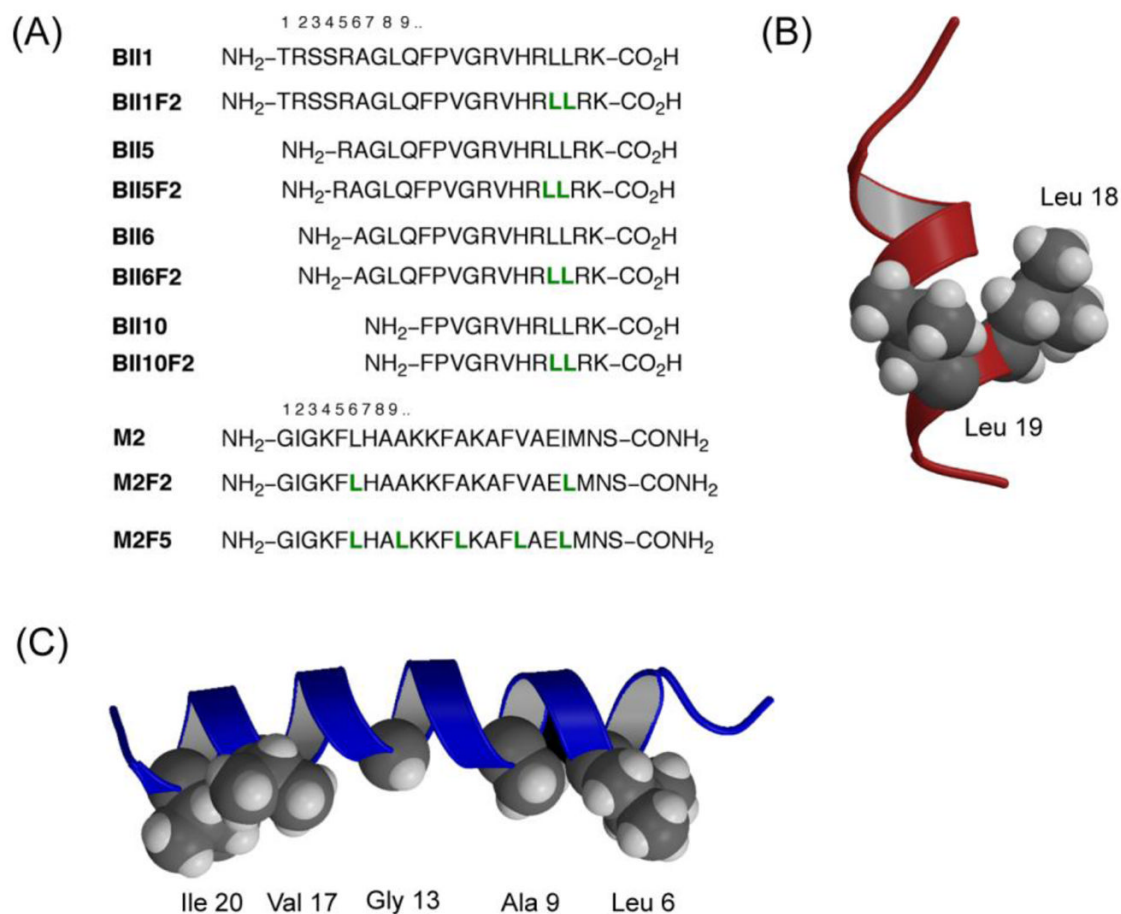 (A)
1 2 3 4 5 6 7 8 9 ..
BII1 NH2–TRSSRAGLQFPVGRVHRLLRK–CO2H
BII1F2 NH2–TRSSRAGLQFPVGRVHRLLRK–CO2H
BII5 NH2–RAGLQFPVGRVHRLLRK–CO2H
BII5F2 NH2-RAGLQFPVGRVHRLLRK–CO2H
BII6 NH2–AGLQFPVGRVHRLLRK–CO2H
BII6F2 NH2–AGLQFPVGRVHRLLRK–CO2H
BII10 NH2–FPVGRVHRLLRK–CO2H
BII10F2 NH2–FPVGRVHRLLRK–CO2H
1 2 3 4 5 6 7 8 9 ..
M2 NH2–GIGKFLHAAKKFAKAFVAEIMNS–CONH2
M2F2 NH2–GIGKFLHAAKKFAKAFVAELMNS–CONH2
M2F5 NH2–GIGKFLHALKKFLKAFLAELMNS–CONH2
(B)
Leu 18
Leu 19
(C)
Ile 20 Val 17 Gly 13 Ala 9 Leu 6